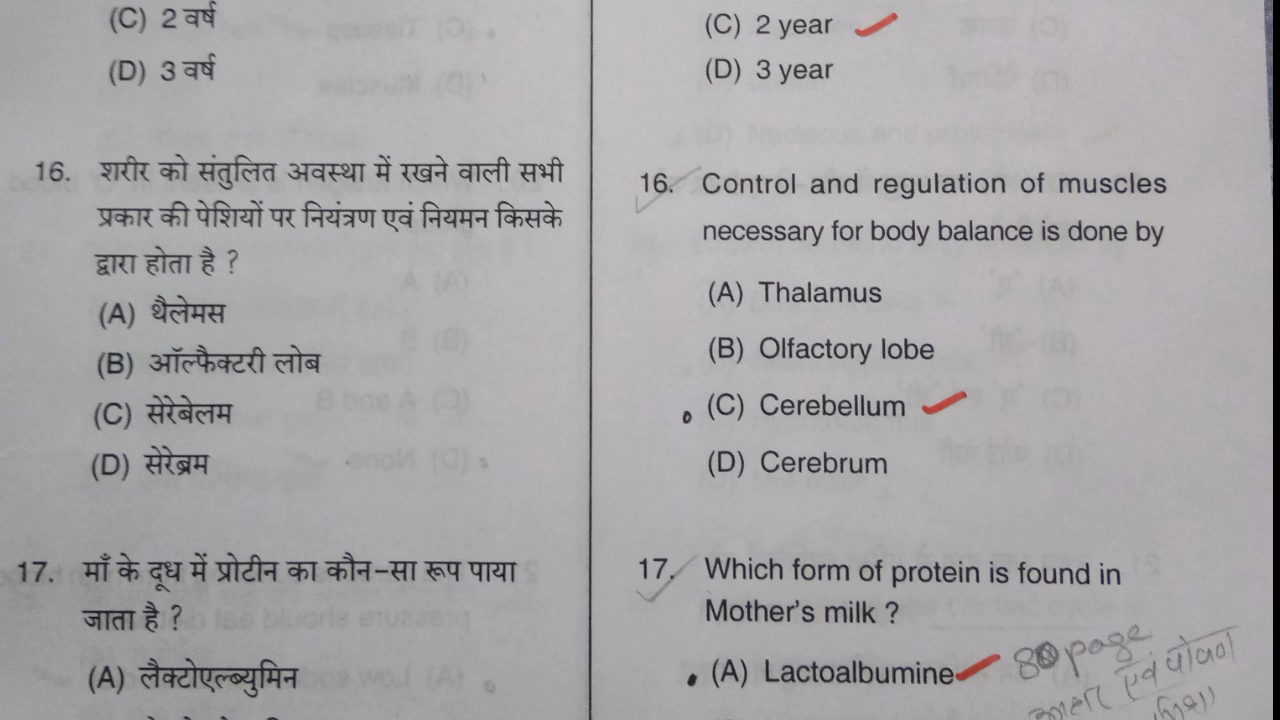 (C) 2 वर्ष
(D) 3 वर्ष
16. शरीर को संतुलित अवस्था में रखने वाली सभी
प्रकार की पेशियों पर नियंत्रण एवं नियमन किसके
द्वारा होता है ?
(A) थैलेमस
(B) ऑल्फैक्टरी लोब
(C) सेरेबेलम
(D) सेरेब्रम
17. माँ के दूध में प्रोटीन का कौन-सा रूप पाया
जाता है ?
(A) लैक्टोएल्ब्युमिन
(C) 2 year
(D) 3 year
16. Control and regulation of muscles
necessary for body balance is done by
(A) Thalamus
(B) Olfactory lobe
(C) Cerebellum
(D) Cerebrum
17. Which form of protein is found in
Mother's milk ?
(A) Lactoalbumine
80 page
एवं पोषण